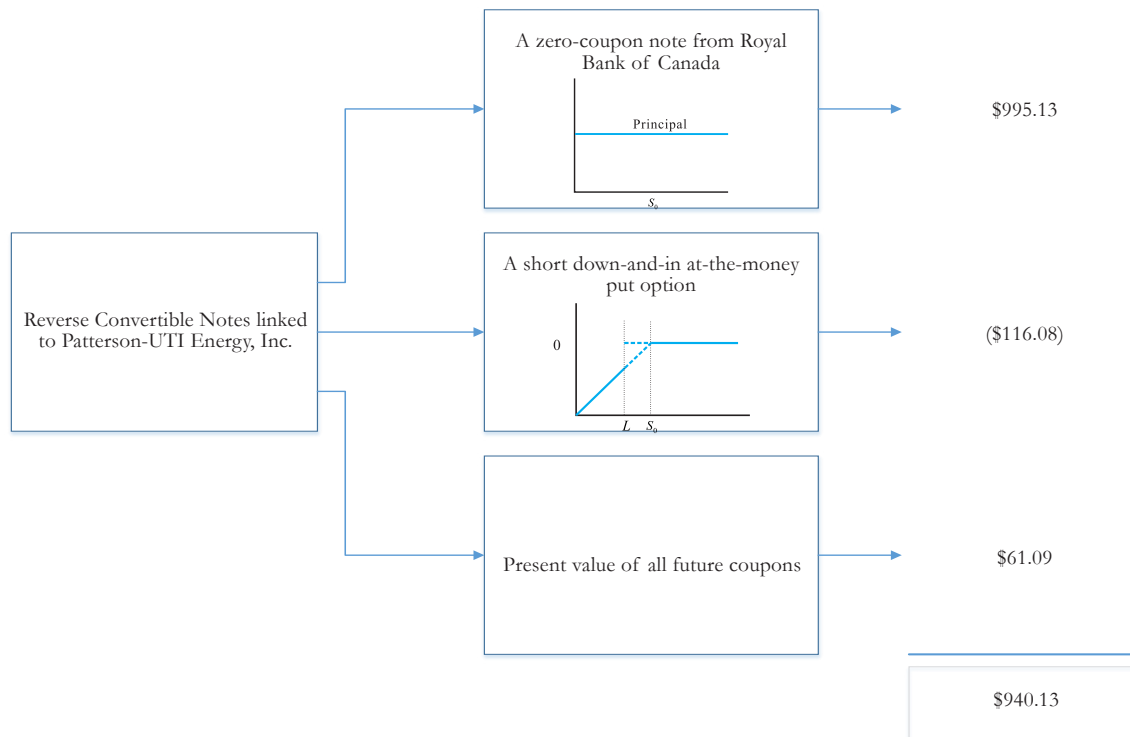 A zero-coupon note from Royal
Bank of Canada
Principal
S₀
$995.13
Reverse Convertible Notes linked
to Patterson-UTI Energy, Inc.
A short down-and-in at-the-money
put option
0
L S₀
($116.08)
Present value of all future coupons
$61.09
$940.13